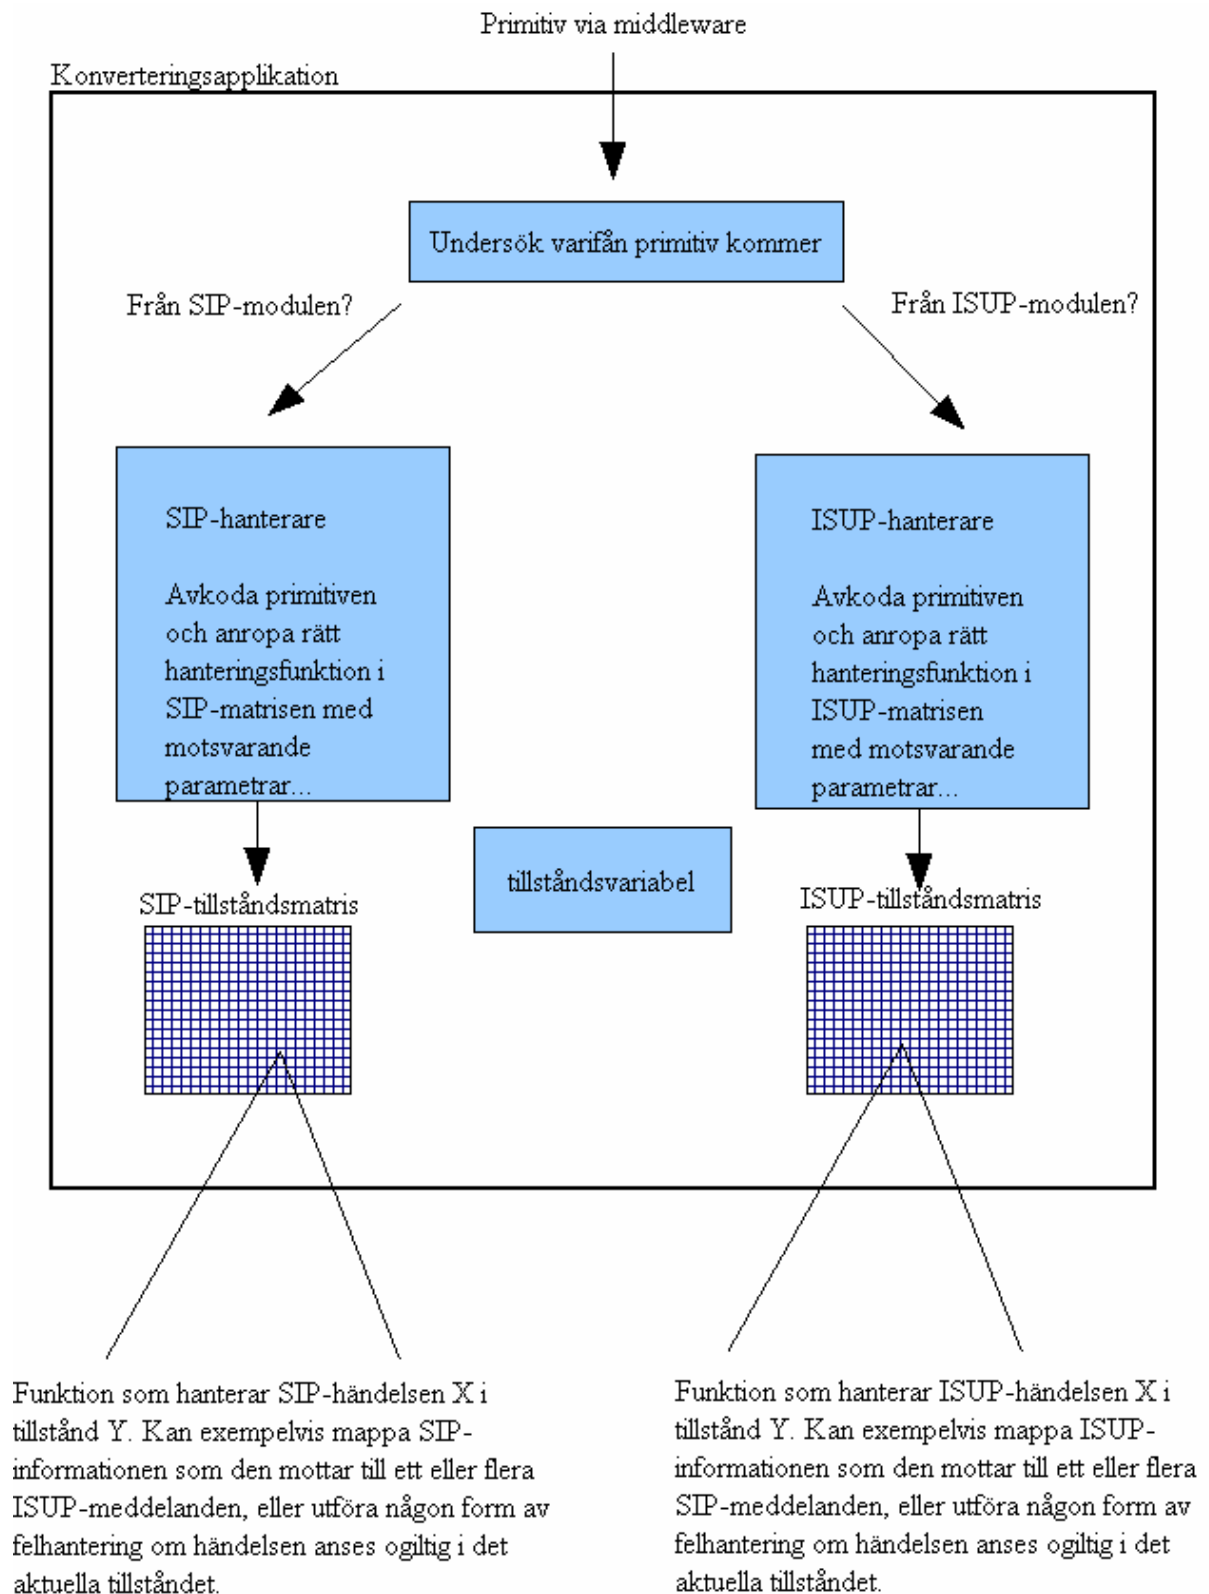 Primitiv via middleware
Konverteringsapplikation
Undersök varifån primitiv kommer
Från SIP-modulen?
Från ISUP-modulen?
SIP-hanterare
Avkoda primitiven
och anropa rätt
hanteringsfunktion i
SIP-matrisen med
motsvarande
parametrar...
ISUP-hanterare
Avkoda primitiven
och anropa rätt
hanteringsfunktion i
ISUP-matrisen
med motsvarande
parametrar...
tillståndsvariabel
SIP-tillståndsmatris
ISUP-tillståndsmatris
Funktion som hanterar SIP-händelsen X i
tillstånd Y. Kan exempelvis mappa SIP-
informationen som den mottar till ett eller flera
ISUP-meddelanden, eller utföra någon form av
felhantering om händelsen anses ogiltig i det
aktuella tillståndet.
Funktion som hanterar ISUP-händelsen X i
tillstånd Y. Kan exempelvis mappa ISUP-
informationen som den mottar till ett eller flera
SIP-meddelanden, eller utföra någon form av
felhantering om händelsen anses ogiltig i det
aktuella tillståndet.